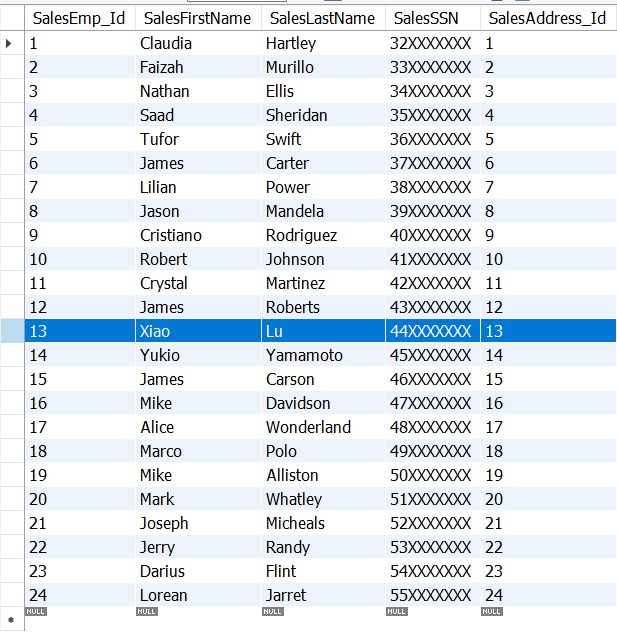 SalesEmp_Id SalesFirstName SalesLastName SalesSSN SalesAddress_Id
1 Claudia Hartley 32XXXXXXX 1
2 Faizah Murillo 33XXXXXXX 2
3 Nathan Ellis 34XXXXXXX 3
4 Saad Sheridan 35XXXXXXX 4
5 Tufor Swift 36XXXXXXX 5
6 James Carter 37XXXXXXX 6
7 Lilian Power 38XXXXXXX 7
8 Jason Mandela 39XXXXXXX 8
9 Cristiano Rodriguez 40XXXXXXX 9
10 Robert Johnson 41XXXXXXX 10
11 Crystal Martinez 42XXXXXXX 11
12 James Roberts 43XXXXXXX 12
13 Xiao Lu 44XXXXXXX 13
14 Yukio Yamamoto 45XXXXXXX 14
15 James Carson 46XXXXXXX 15
16 Mike Davidson 47XXXXXXX 16
17 Alice Wonderland 48XXXXXXX 17
18 Marco Polo 49XXXXXXX 18
19 Mike Alliston 50XXXXXXX 19
20 Mark Whatley 51XXXXXXX 20
21 Joseph Micheals 52XXXXXXX 21
22 Jerry Randy 53XXXXXXX 22
23 Darius Flint 54XXXXXXX 23
24 Lorean Jarret 55XXXXXXX 24
NULL NULL NULL NULL NULL